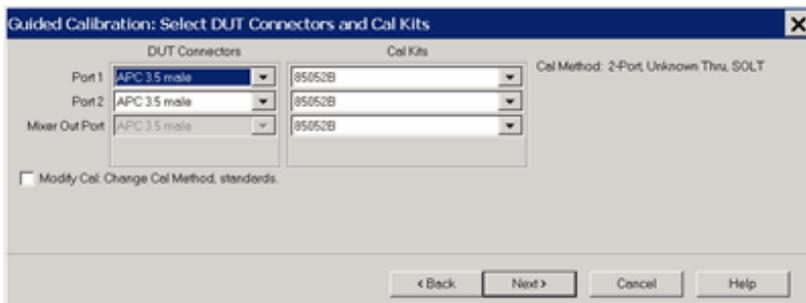 Guided Calibration: Select DUT Connectors and Cal Kits
DUT Connectors Cal Kits
Port 1 APC 3.5 male 85052B Cal Method: 2-Port, Unknown Thru, SOLT
Port 2 APC 3.5 male 85052B
Mixer Out Port APC 3.5 male 85052B
Modify Cal: Change Cal Method, standards.
< Back Next > Cancel Help